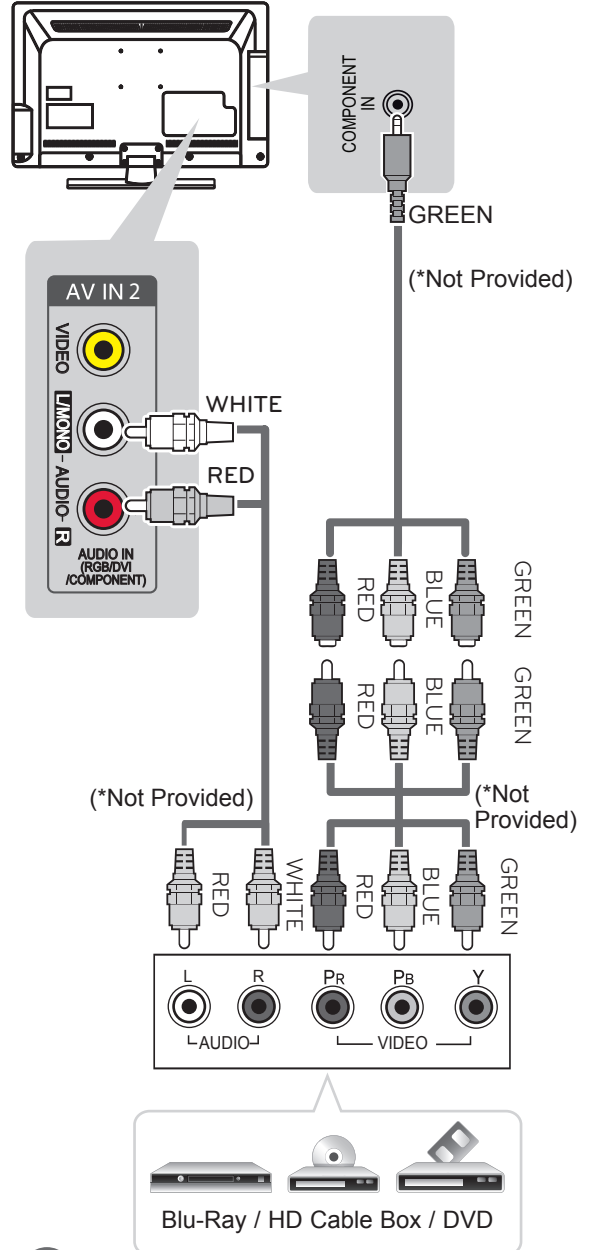 COMPONENT
IN
GREEN
(*Not Provided)
AV IN 2
VIDEO
L/MONO - AUDIO- R
AUDIO IN
(RGB/DVI
/COMPONENT)
WHITE
RED
RED
BLUE
GREEN
RED
BLUE
GREEN
(*Not Provided)
(*Not
Provided)
RED
WHITE
RED
BLUE
GREEN
L R PR PB Y
AUDIO VIDEO
Blu-Ray / HD Cable Box / DVD